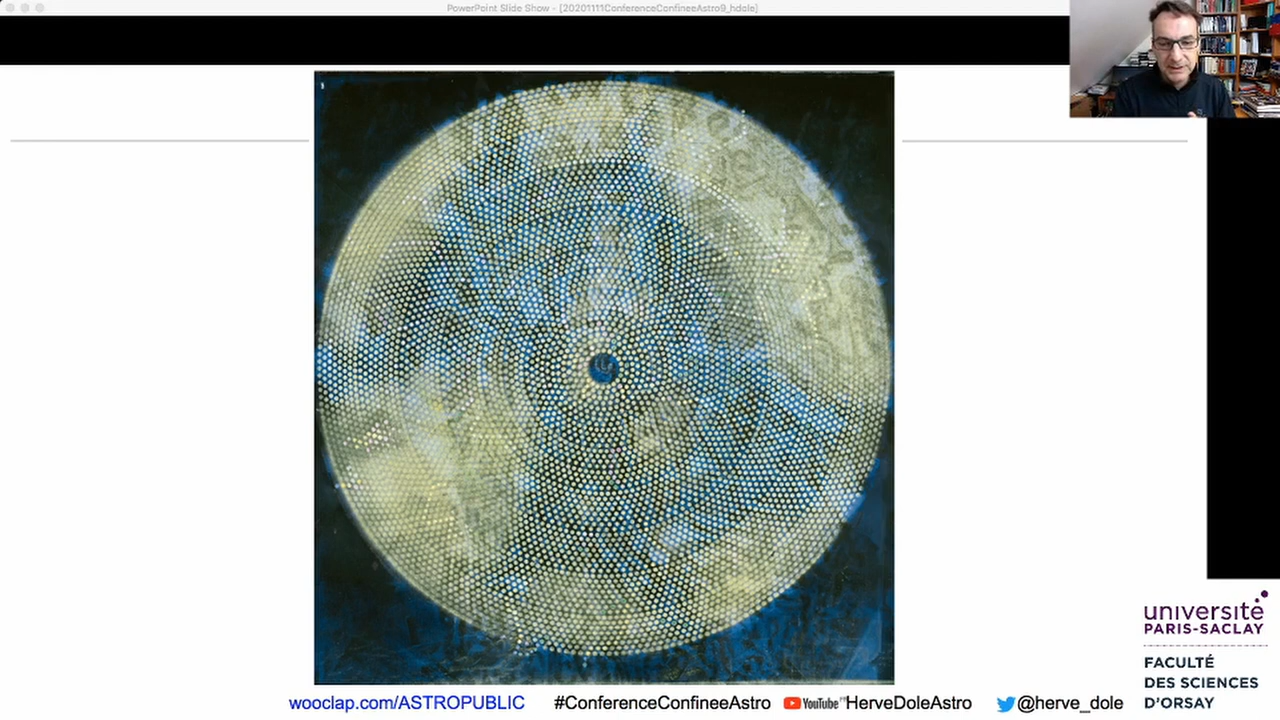 PowerPoint Slide Show - [20201111ConferenceConfineeAstro9_hdole]
université
PARIS-SACLAY
FACULTÉ
DES SCIENCES
D'ORSAY
wooclap.com/ASTROPUBLIC #ConferenceConfineeAstro YouTube HerveDoleAstro @herve_dole